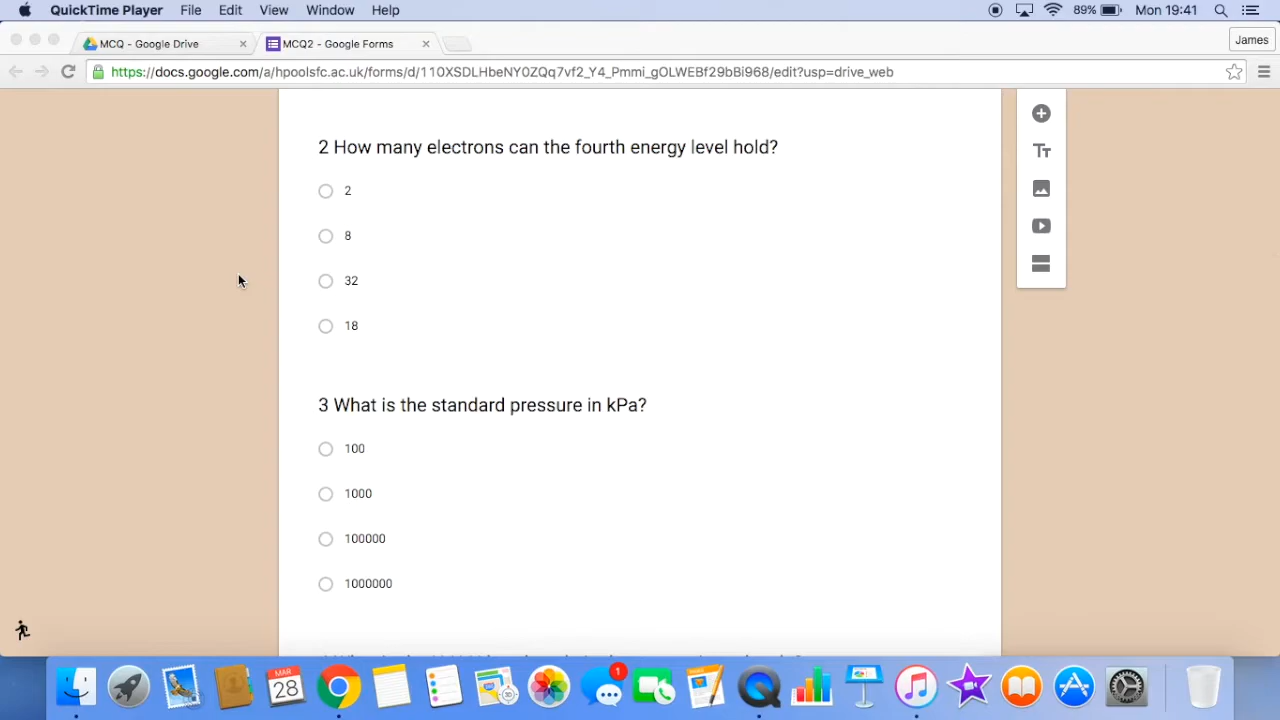 QuickTime Player File Edit View Window Help 89% Mon 19:41
MCQ - Google Drive MCQ2 - Google Forms James
https://docs.google.com/a/hpoolsfc.ac.uk/forms/d/110XSDLHbeNY0ZQq7vf2_Y4_Pmmi_gOLWEBf29bBi968/edit?usp=drive_web
2 How many electrons can the fourth energy level hold?
2
8
32
18
3 What is the standard pressure in kPa?
100
1000
100000
1000000
MAR
28
1